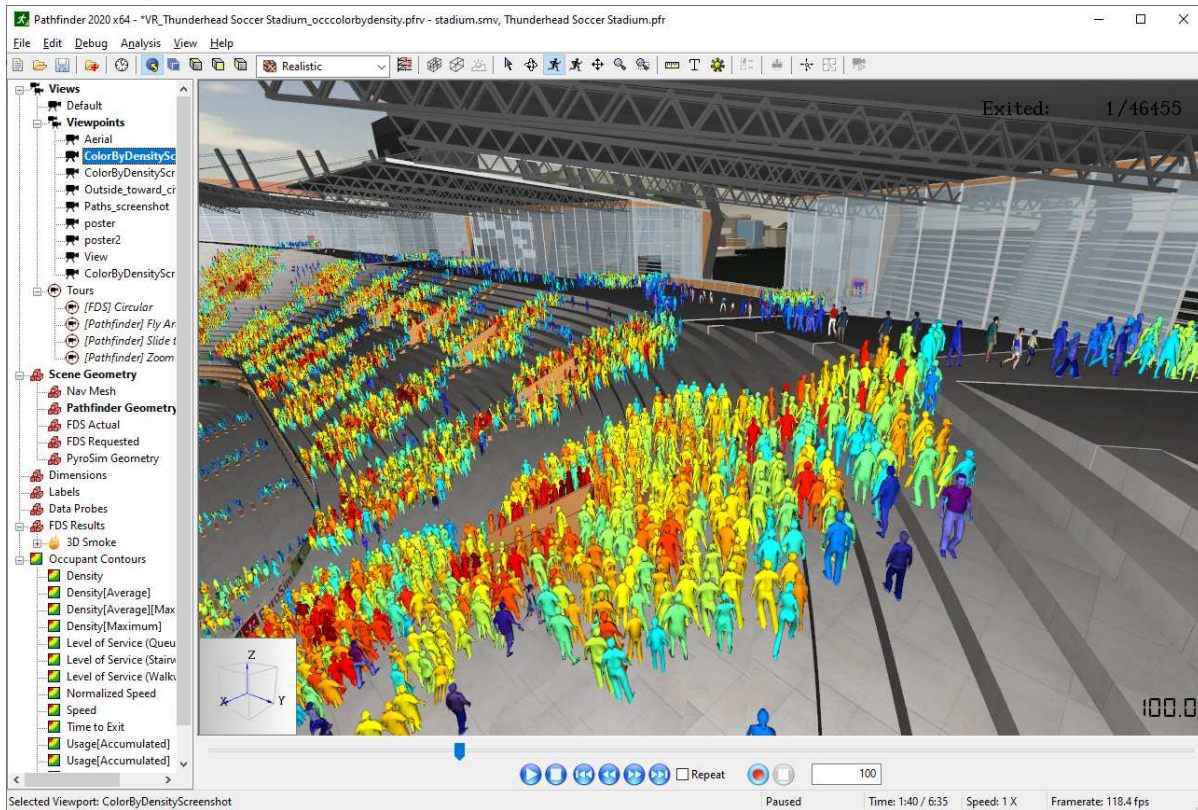 Pathfinder 2020 x64 - *VR_Thunderhead Soccer Stadium_occcolorbydensity.pfrv - stadium.smv, Thunderhead Soccer Stadium.pfr
File Edit Debug Analysis View Help
Realistic
Views
Default
Viewpoints
Aerial
ColorByDensitySc
ColorByDensityScr
Outside_toward_ci
Paths_screenshot
poster
poster2
View
ColorByDensityScr
Tours
[FDS] Circular
[Pathfinder] Fly Ar
[Pathfinder] Slide t
[Pathfinder] Zoom
Scene Geometry
Nav Mesh
Pathfinder Geometry
FDS Actual
FDS Requested
PyroSim Geometry
Dimensions
Labels
Data Probes
FDS Results
3D Smoke
Occupant Contours
Density
Density[Average]
Density[Average][Max
Density[Maximum]
Level of Service (Queu
Level of Service (Stairw
Level of Service (Walkw
Normalized Speed
Speed
Time to Exit
Usage[Accumulated]
Usage[Accumulated]
Exited: 1/46455
PyroSim
Z
X
Y
100.0
Repeat
100
Selected Viewport: ColorByDensityScreenshot
Paused
Time: 1:40 / 6:35
Speed: 1 X
Framerate: 118.4 fps